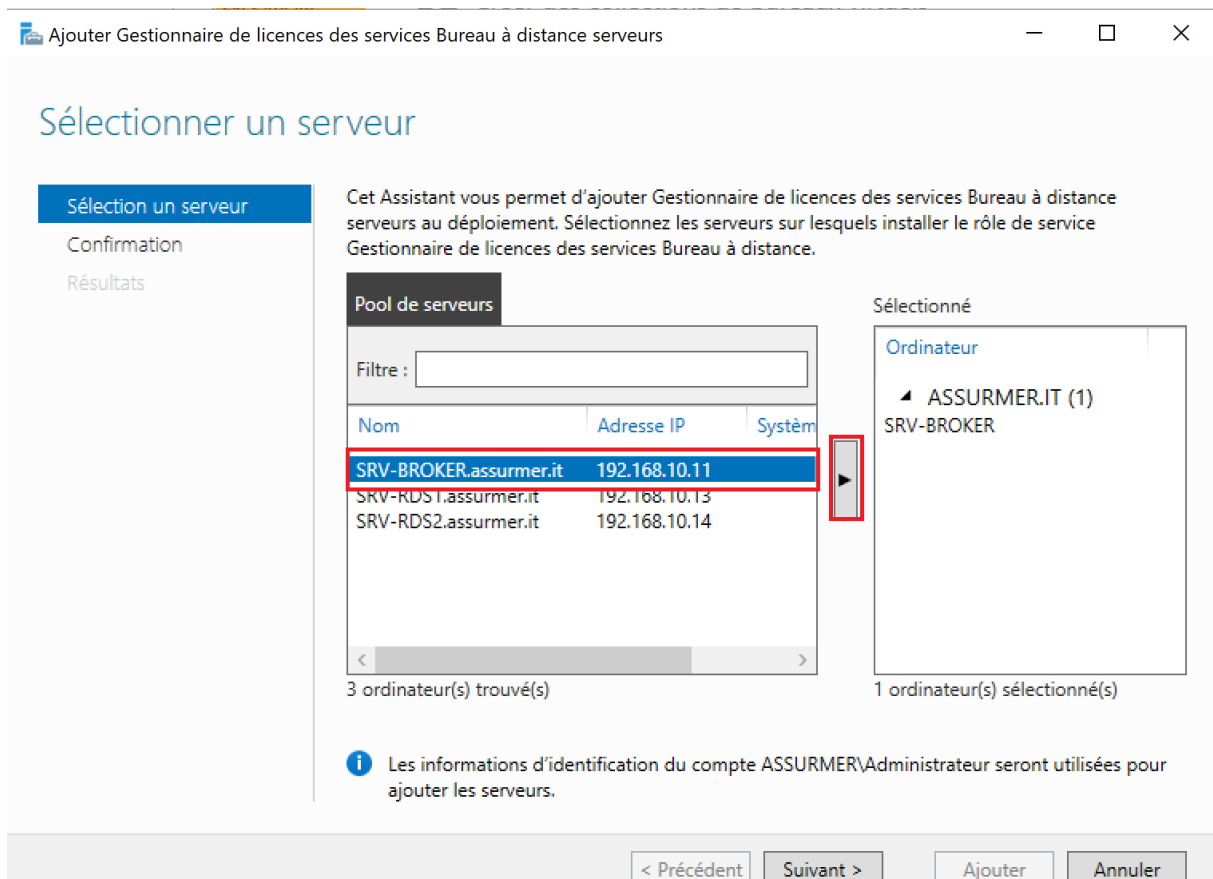 Ajouter Gestionnaire de licences des services Bureau à distance serveurs
Sélectionner un serveur
Sélection un serveur
Confirmation
Résultats
Cet Assistant vous permet d'ajouter Gestionnaire de licences des services Bureau à distance
serveurs au déploiement. Sélectionnez les serveurs sur lesquels installer le rôle de service
Gestionnaire de licences des services Bureau à distance.
Pool de serveurs
Filtre :
Nom Adresse IP Systèm
SRV-BROKER.assurmer.it 192.168.10.11
SRV-RDS1.assurmer.it 192.168.10.13
SRV-RDS2.assurmer.it 192.168.10.14
3 ordinateur(s) trouvé(s)
Sélectionné
Ordinateur
ASSURMER.IT (1)
SRV-BROKER
1 ordinateur(s) sélectionné(s)
Les informations d'identification du compte ASSURMER\Administrateur seront utilisées pour
ajouter les serveurs.
< Précédent Suivant > Ajouter Annuler